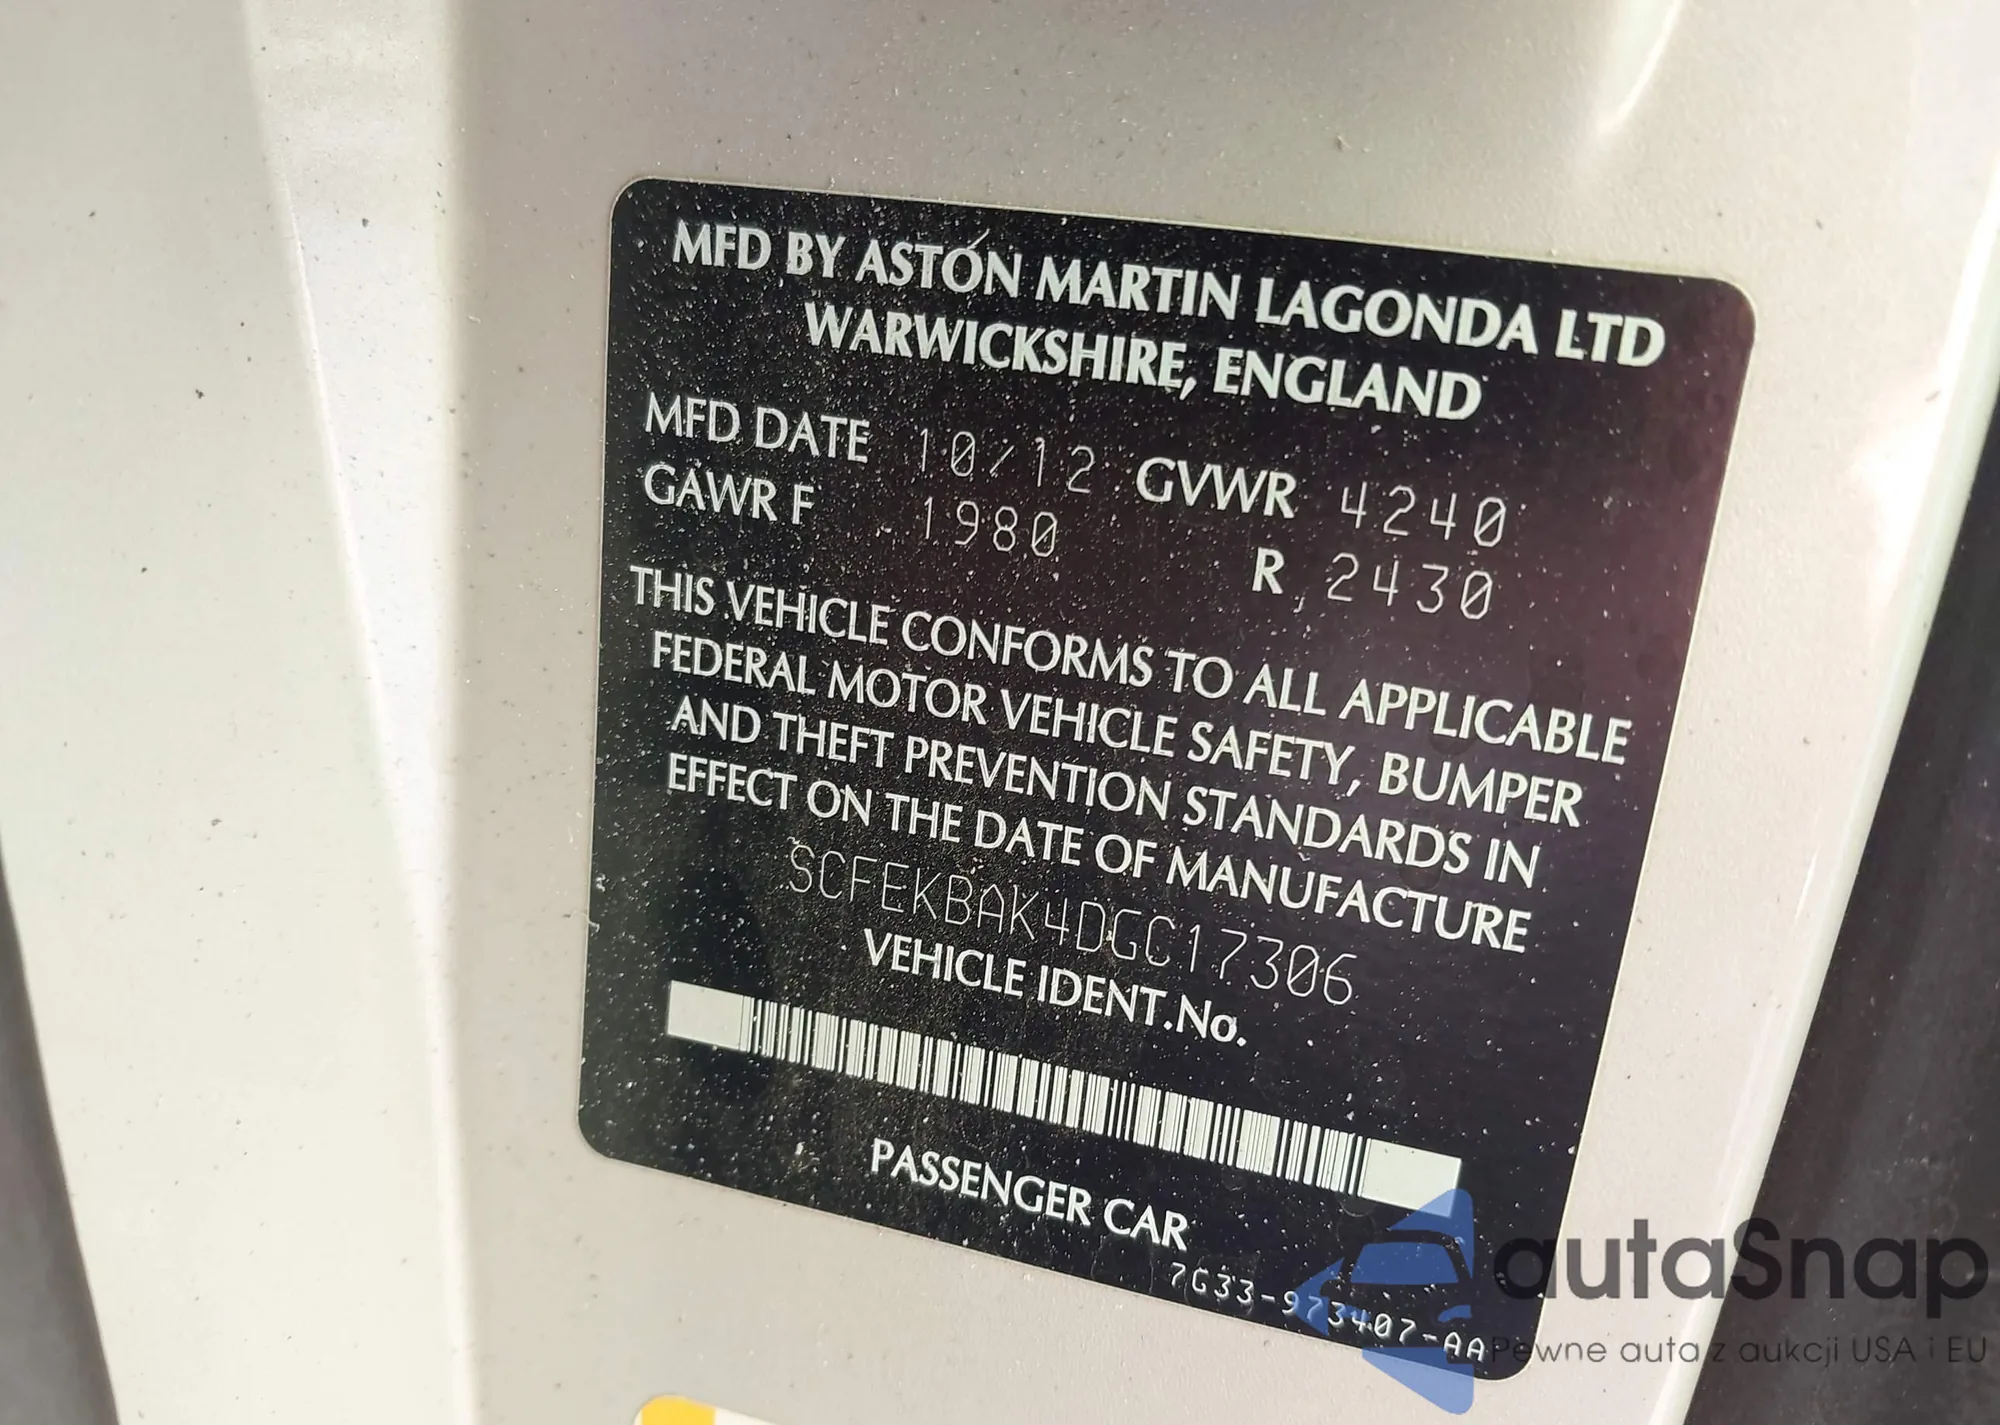 MFD BY ASTON MARTIN LAGONDA LTD
WARWICKSHIRE, ENGLAND
MFD DATE 10/12 GVWR 4240
GAWR F 1980 R 2430
THIS VEHICLE CONFORMS TO ALL APPLICABLE
FEDERAL MOTOR VEHICLE SAFETY, BUMPER
AND THEFT PREVENTION STANDARDS IN
EFFECT ON THE DATE OF MANUFACTURE
SCFEKBAK4DGC17306
VEHICLE IDENT.No.
PASSENGER CAR
7G33-973407-AA
autaSnap
Pewne auta z aukcji USA i EU